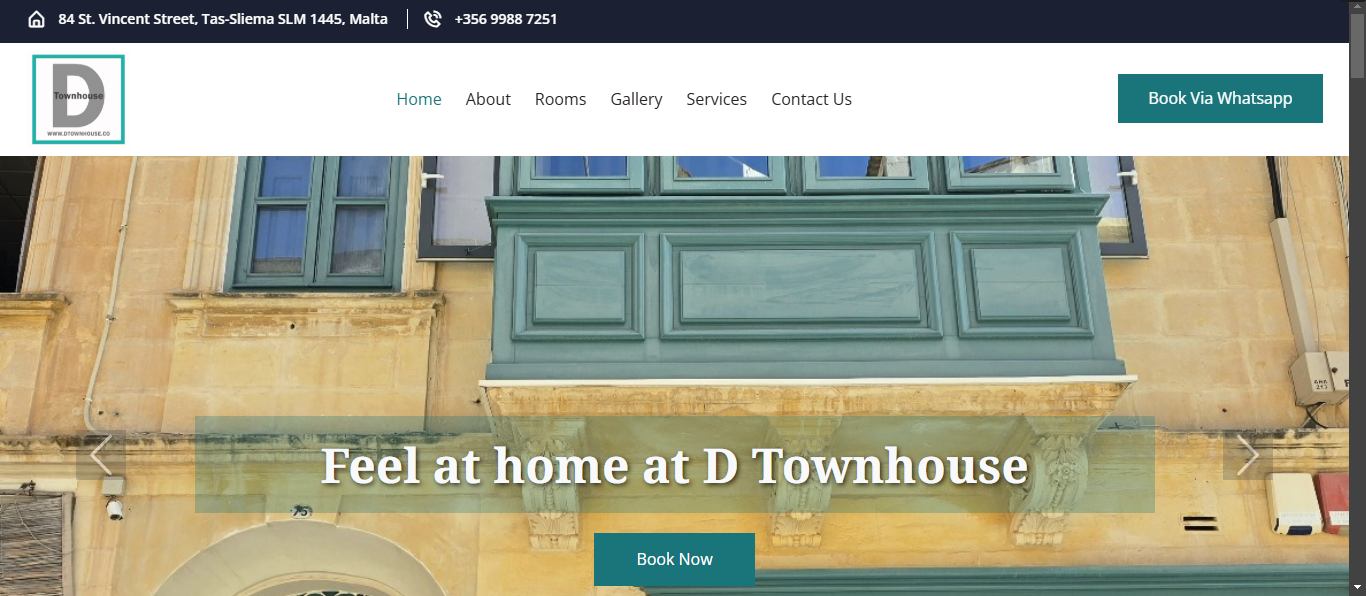 84 St. Vincent Street, Tas-Sliema SLM 1445, Malta
+356 9988 7251
D
Townhouse
WWW.DTOWNHOUSE.CO
Home About Rooms Gallery Services Contact Us
Book Via Whatsapp
Feel at home at D Townhouse
75
Book Now